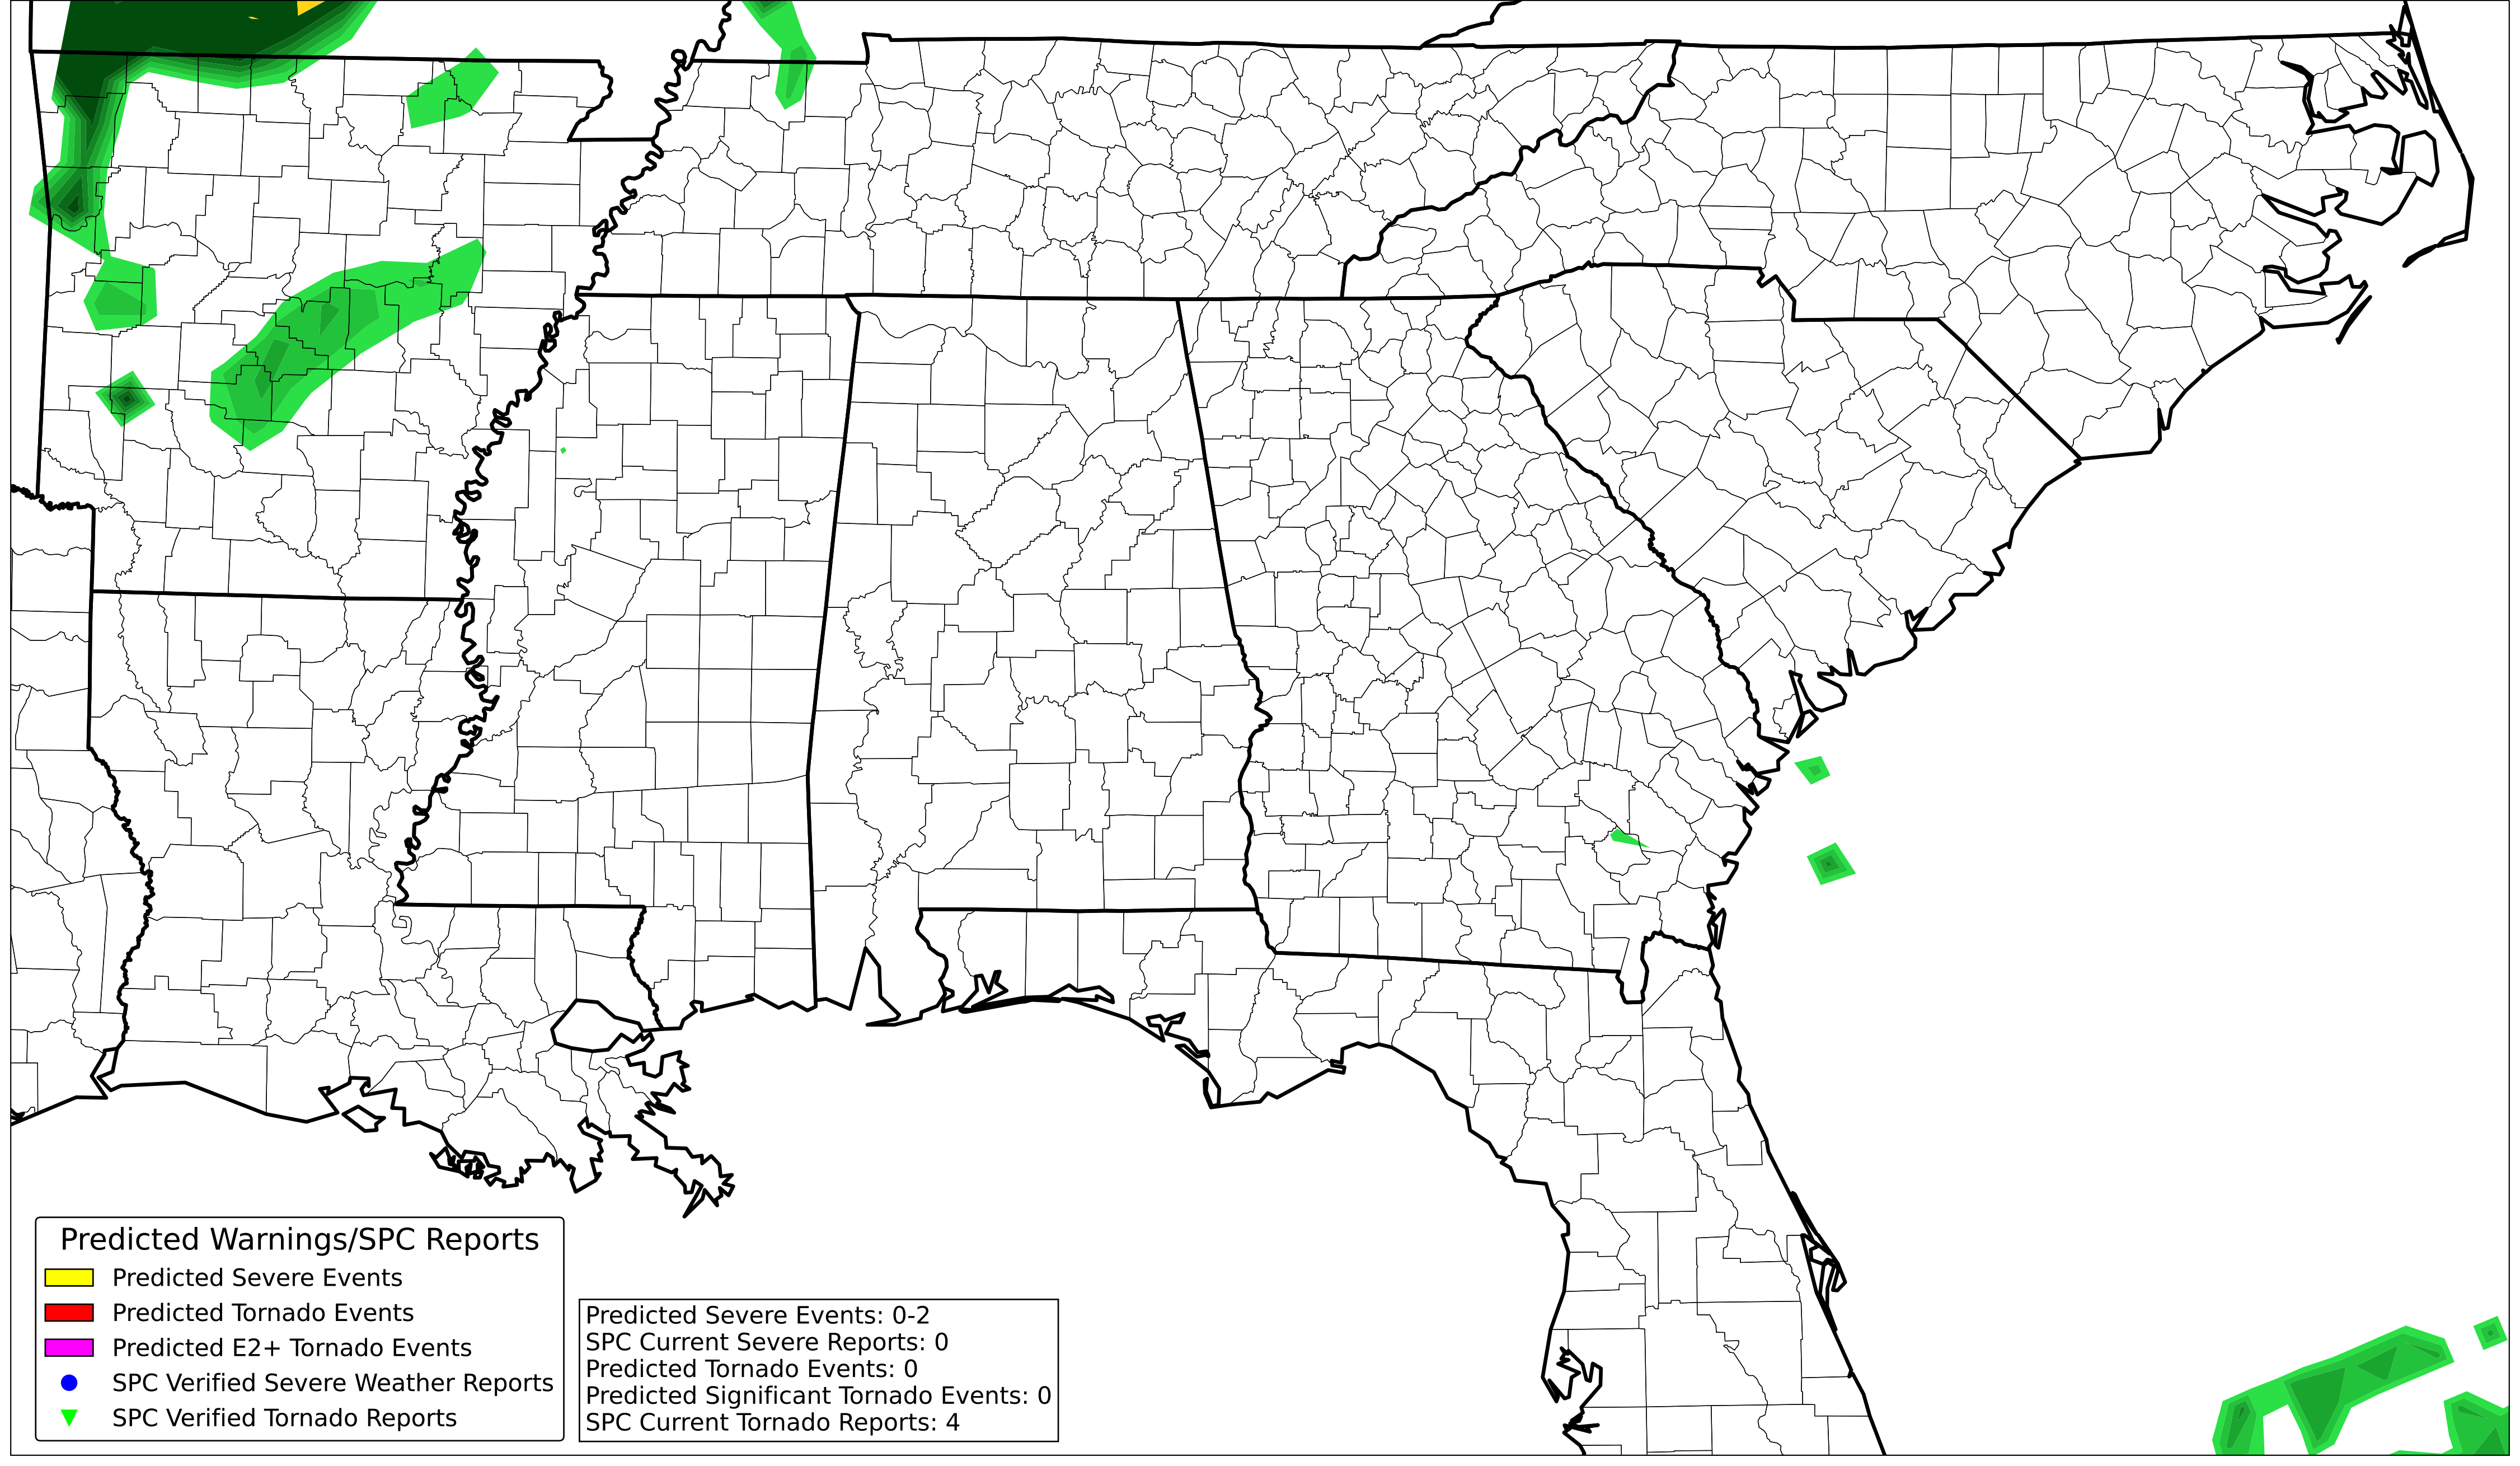 Predicted Warnings/SPC Reports
Predicted Severe Events
Predicted Tornado Events
Predicted E2+ Tornado Events
SPC Verified Severe Weather Reports
SPC Verified Tornado Reports
Predicted Severe Events: 0-2
SPC Current Severe Reports: 0
Predicted Tornado Events: 0
Predicted Significant Tornado Events: 0
SPC Current Tornado Reports: 4